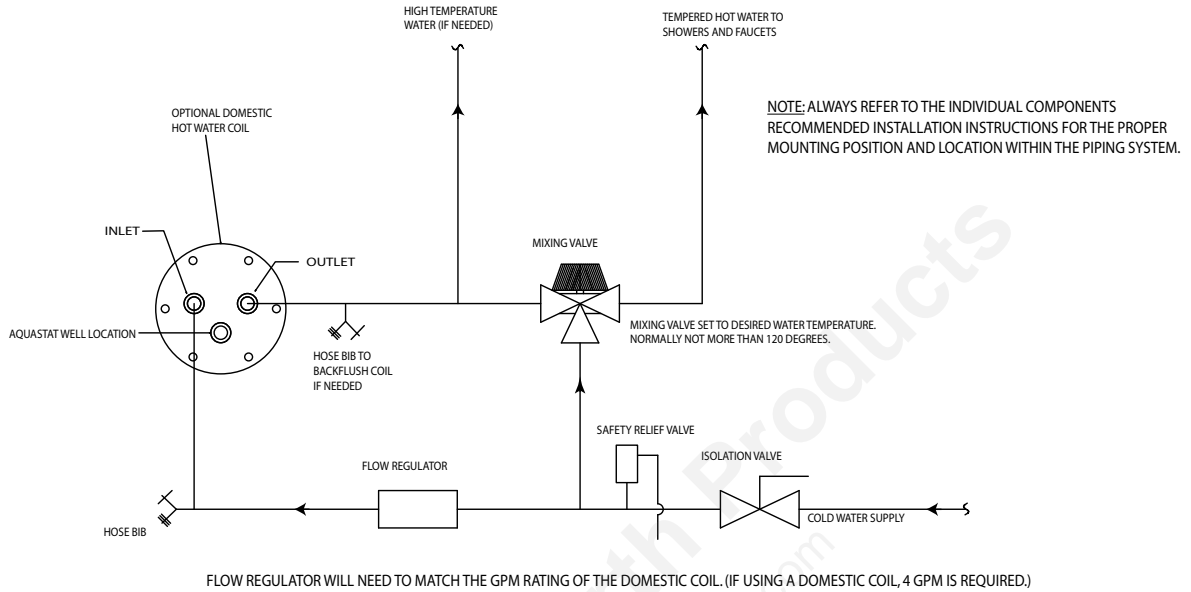 HIGH TEMPERATURE
WATER (IF NEEDED)
TEMPERED HOT WATER TO
SHOWERS AND FAUCETS
OPTIONAL DOMESTIC
HOT WATER COIL
NOTE: ALWAYS REFER TO THE INDIVIDUAL COMPONENTS
RECOMMENDED INSTALLATION INSTRUCTIONS FOR THE PROPER
MOUNTING POSITION AND LOCATION WITHIN THE PIPING SYSTEM.
INLET
OUTLET
MIXING VALVE
AQUASTAT WELL LOCATION
MIXING VALVE SET TO DESIRED WATER TEMPERATURE.
NORMALLY NOT MORE THAN 120 DEGREES.
HOSE BIB TO
BACKFLUSH COIL
IF NEEDED
SAFETY RELIEF VALVE
ISOLATION VALVE
FLOW REGULATOR
HOSE BIB
COLD WATER SUPPLY
FLOW REGULATOR WILL NEED TO MATCH THE GPM RATING OF THE DOMESTIC COIL. (IF USING A DOMESTIC COIL, 4 GPM IS REQUIRED.)
th Products
.com